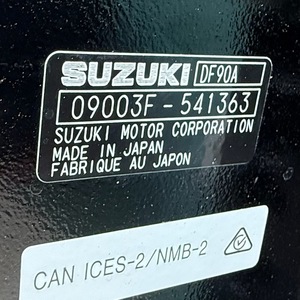 SUZUKI DF90A
09003F-541363
SUZUKI MOTOR CORPORATION
MADE IN JAPAN
FABRIQUE AU JAPON
CAN ICES-2/NMB-2